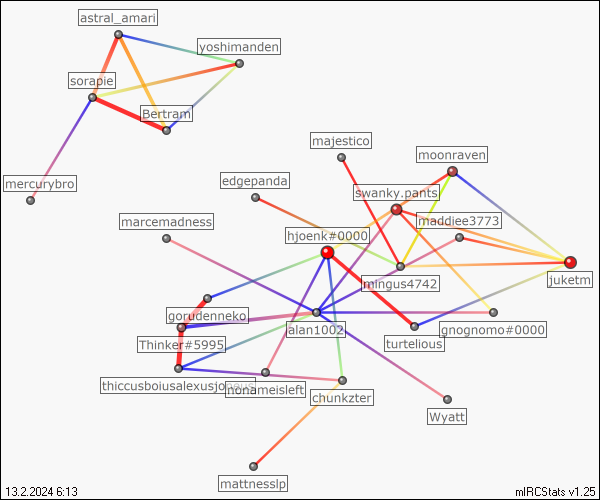 astral_amari
yoshimanden
sorapie
Bertram
majestico
moonraven
mercurybro
edgepanda
swanky.pants
marcemadness
maddiee3773
hjoenk#0000
mingus4742
juketm
gorudenneko
alan1002
gnognomo#0000
Thinker#5995
turtelious
nonameisleft
chunkzter
Wyatt
mattnesslp
13.2.2024 6:13
mIRCStats v1.25